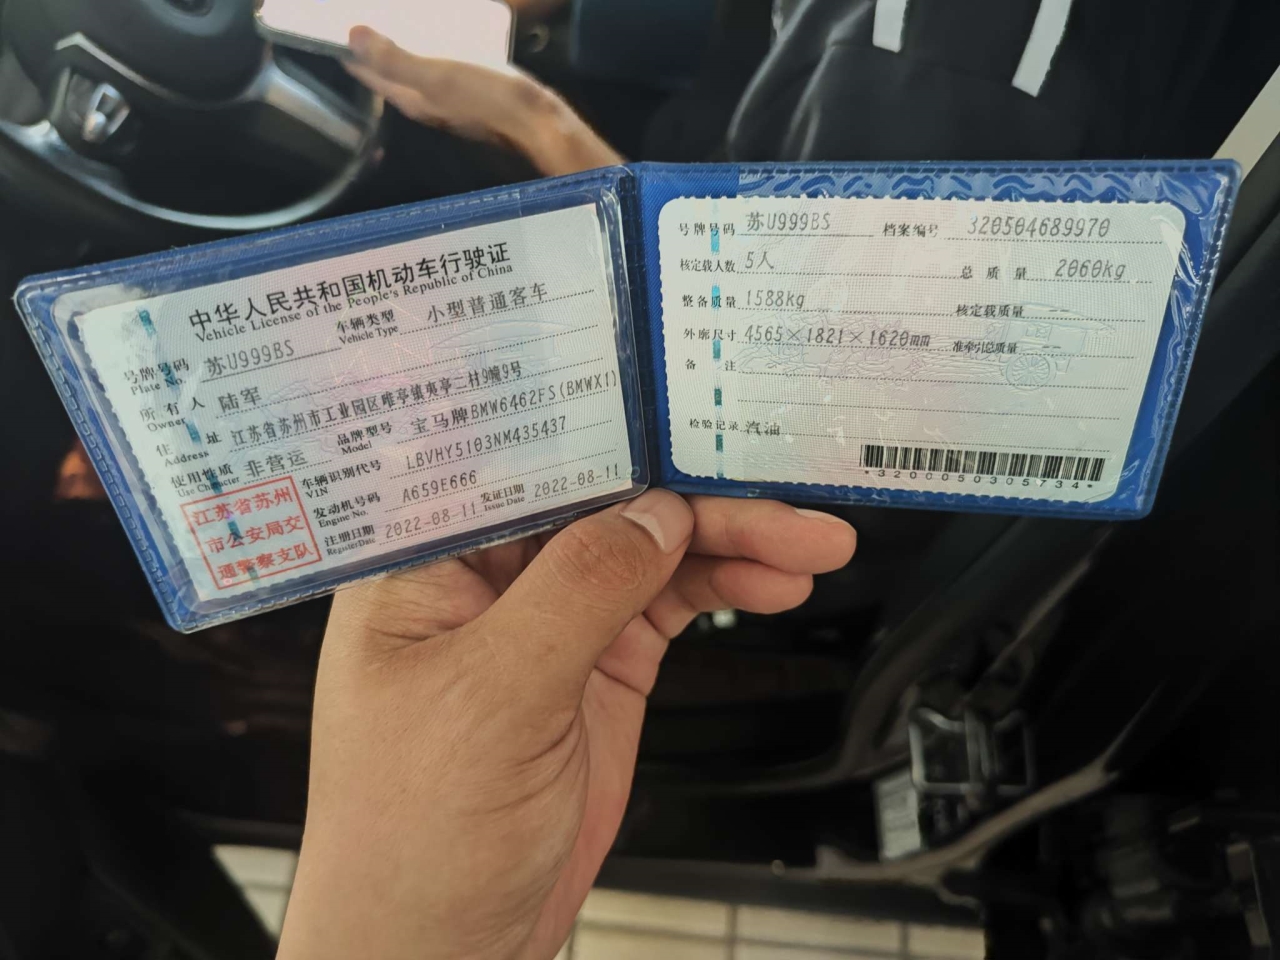 中华人民共和国机动车行驶证
Vehicle License of the People's Republic of China
号牌号码 苏U999BS 车辆类型 小型普通客车
Plate No. Vehicle Type
所有人 陆军
Owner
住址 江苏省苏州市工业园区唯亭镇夷亭二村9幢9号
Address
使用性质 非营运 品牌型号 宝马牌BMW6462FS(BMWX1)
Use Character Model
江苏省苏州
市公安局交
通警察支队
车辆识别代号 LBVHY5103NM435437
VIN
发动机号码 A659E666
Engine No.
注册日期 2022-08-11 发证日期 2022-08-11
Register Date Issue Date
号牌号码 苏U999BS 档案编号 320504689970
核定载人数 5人 总质量 2060kg
整备质量 1588kg 核定载质量 --
外廓尺寸 4565×1821×1620mm 准牵引总质量 --
备注
检验记录 汽油
*3200050305734*